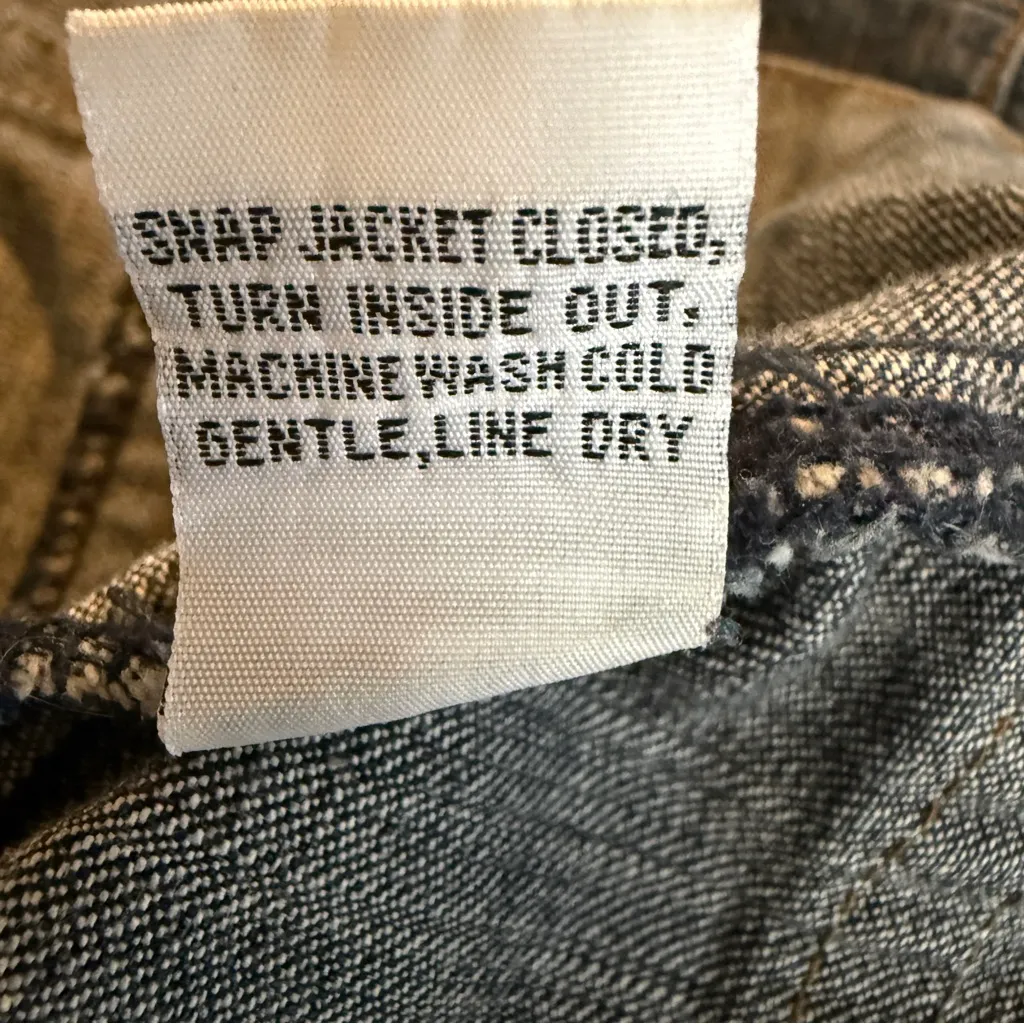 SNAP JACKET CLOSED,
TURN INSIDE OUT,
MACHINE WASH COLD
GENTLE,LINE DRY